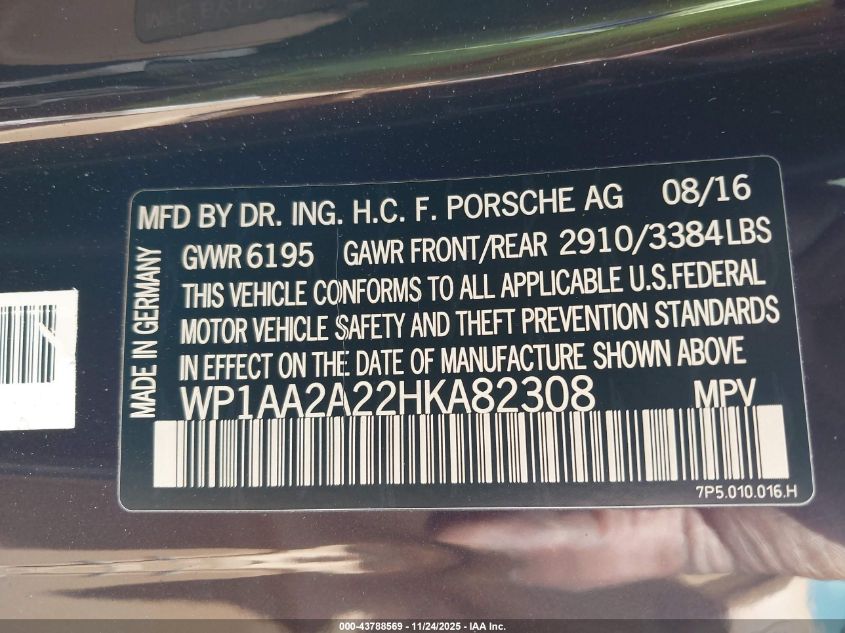 MFD BY DR. ING. H.C. F. PORSCHE AG 08/16
GVWR 6195 GAWR FRONT/REAR 2910/3384 LBS
THIS VEHICLE CONFORMS TO ALL APPLICABLE U.S.FEDERAL
MOTOR VEHICLE SAFETY AND THEFT PREVENTION STANDARDS
IN EFFECT ON THE DATE OF MANUFACTURE SHOWN ABOVE
WP1AA2A22HKA82308 MPV
MADE IN GERMANY
7P5.010.016.H
000-43788569 - 11/24/2025 - IAA Inc.